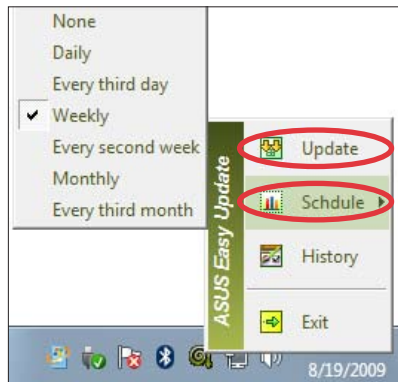 None
Daily
Every third day
Weekly
Every second week
Monthly
Every third month
ASUS Easy Update
Update
Schdule
History
Exit
8/19/2009